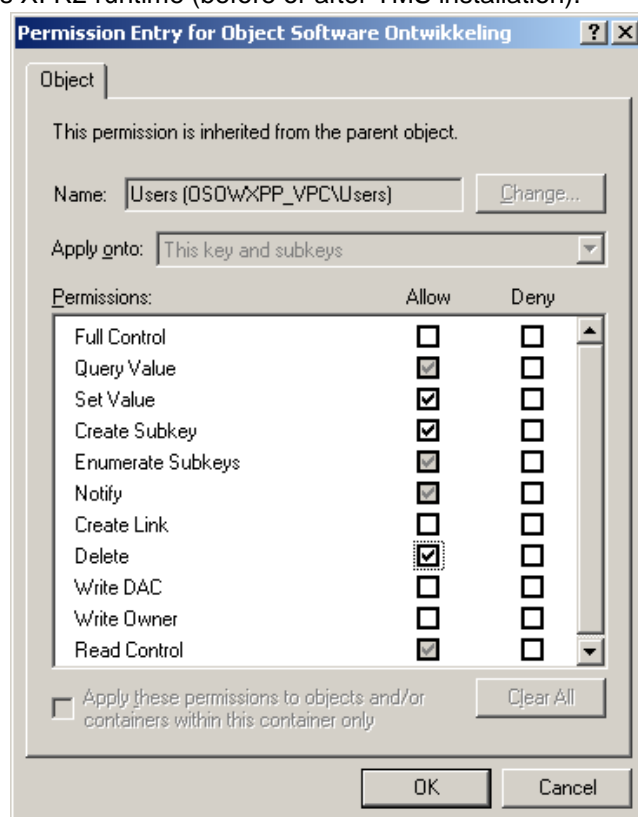 XP R2 runtime (before or after TMS installation).
Permission Entry for Object Software Ontwikkeling
Object
This permission is inherited from the parent object.
Name: Users (OSOWXPP_VPC\Users) Change...
Apply onto: This key and subkeys
Permissions: Allow Deny
Full Control
Query Value
Set Value
Create Subkey
Enumerate Subkeys
Notify
Create Link
Delete
Write DAC
Write Owner
Read Control
Apply these permissions to objects and/or
containers within this container only
Clear All
OK Cancel